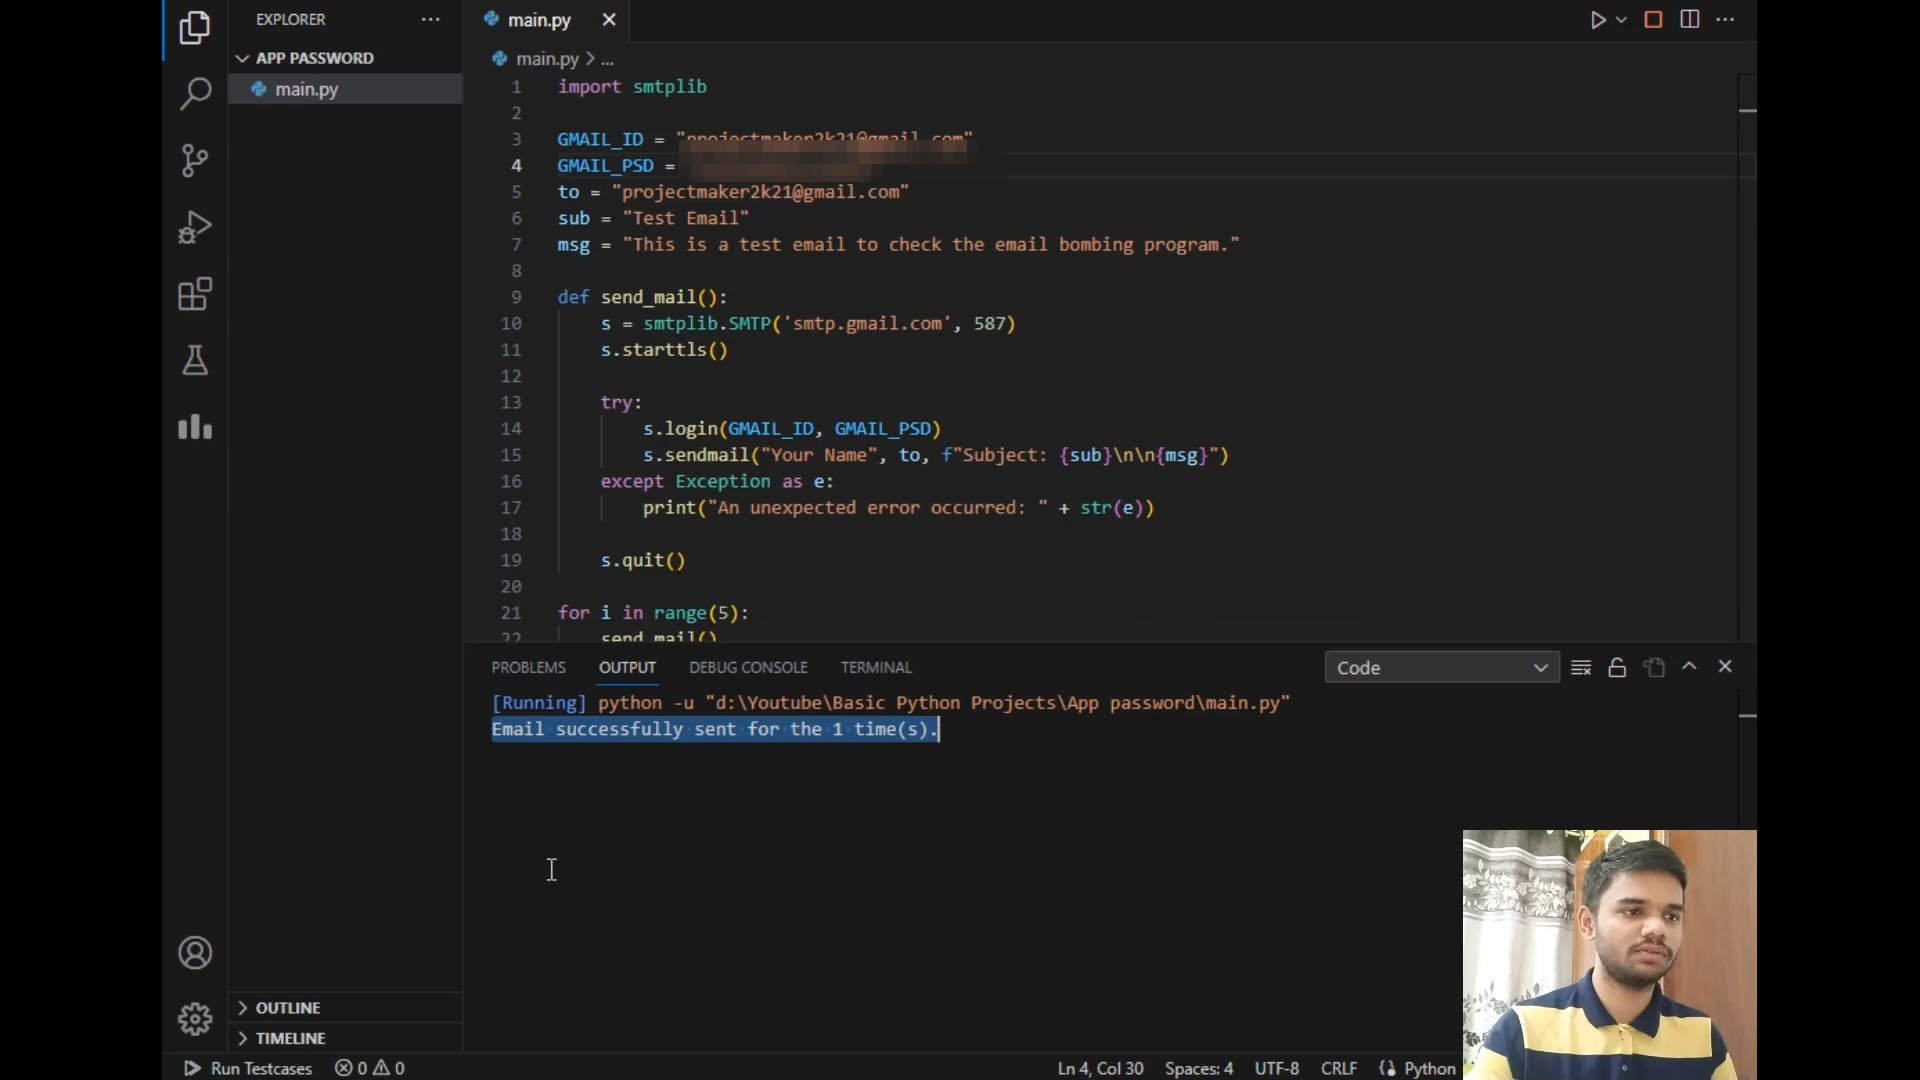 EXPLORER
APP PASSWORD
main.py
OUTLINE
TIMELINE
main.py
main.py > ...
1 import smtplib
2
3 GMAIL_ID = "projectmaker2k21@gmail.com"
4 GMAIL_PSD =
5 to = "projectmaker2k21@gmail.com"
6 sub = "Test Email"
7 msg = "This is a test email to check the email bombing program."
8
9 def send_mail():
10 s = smtplib.SMTP('smtp.gmail.com', 587)
11 s.starttls()
12
13 try:
14 s.login(GMAIL_ID, GMAIL_PSD)
15 s.sendmail("Your Name", to, f"Subject: {sub}\n\n{msg}")
16 except Exception as e:
17 print("An unexpected error occurred: " + str(e))
18
19 s.quit()
20
21 for i in range(5):
22 send_mail()
PROBLEMS OUTPUT DEBUG CONSOLE TERMINAL Code
[Running] python -u "d:\Youtube\Basic Python Projects\App password\main.py"
Email successfully sent for the 1 time(s).
Run Testcases 0 0 Ln 4, Col 30 Spaces: 4 UTF-8 CRLF Python